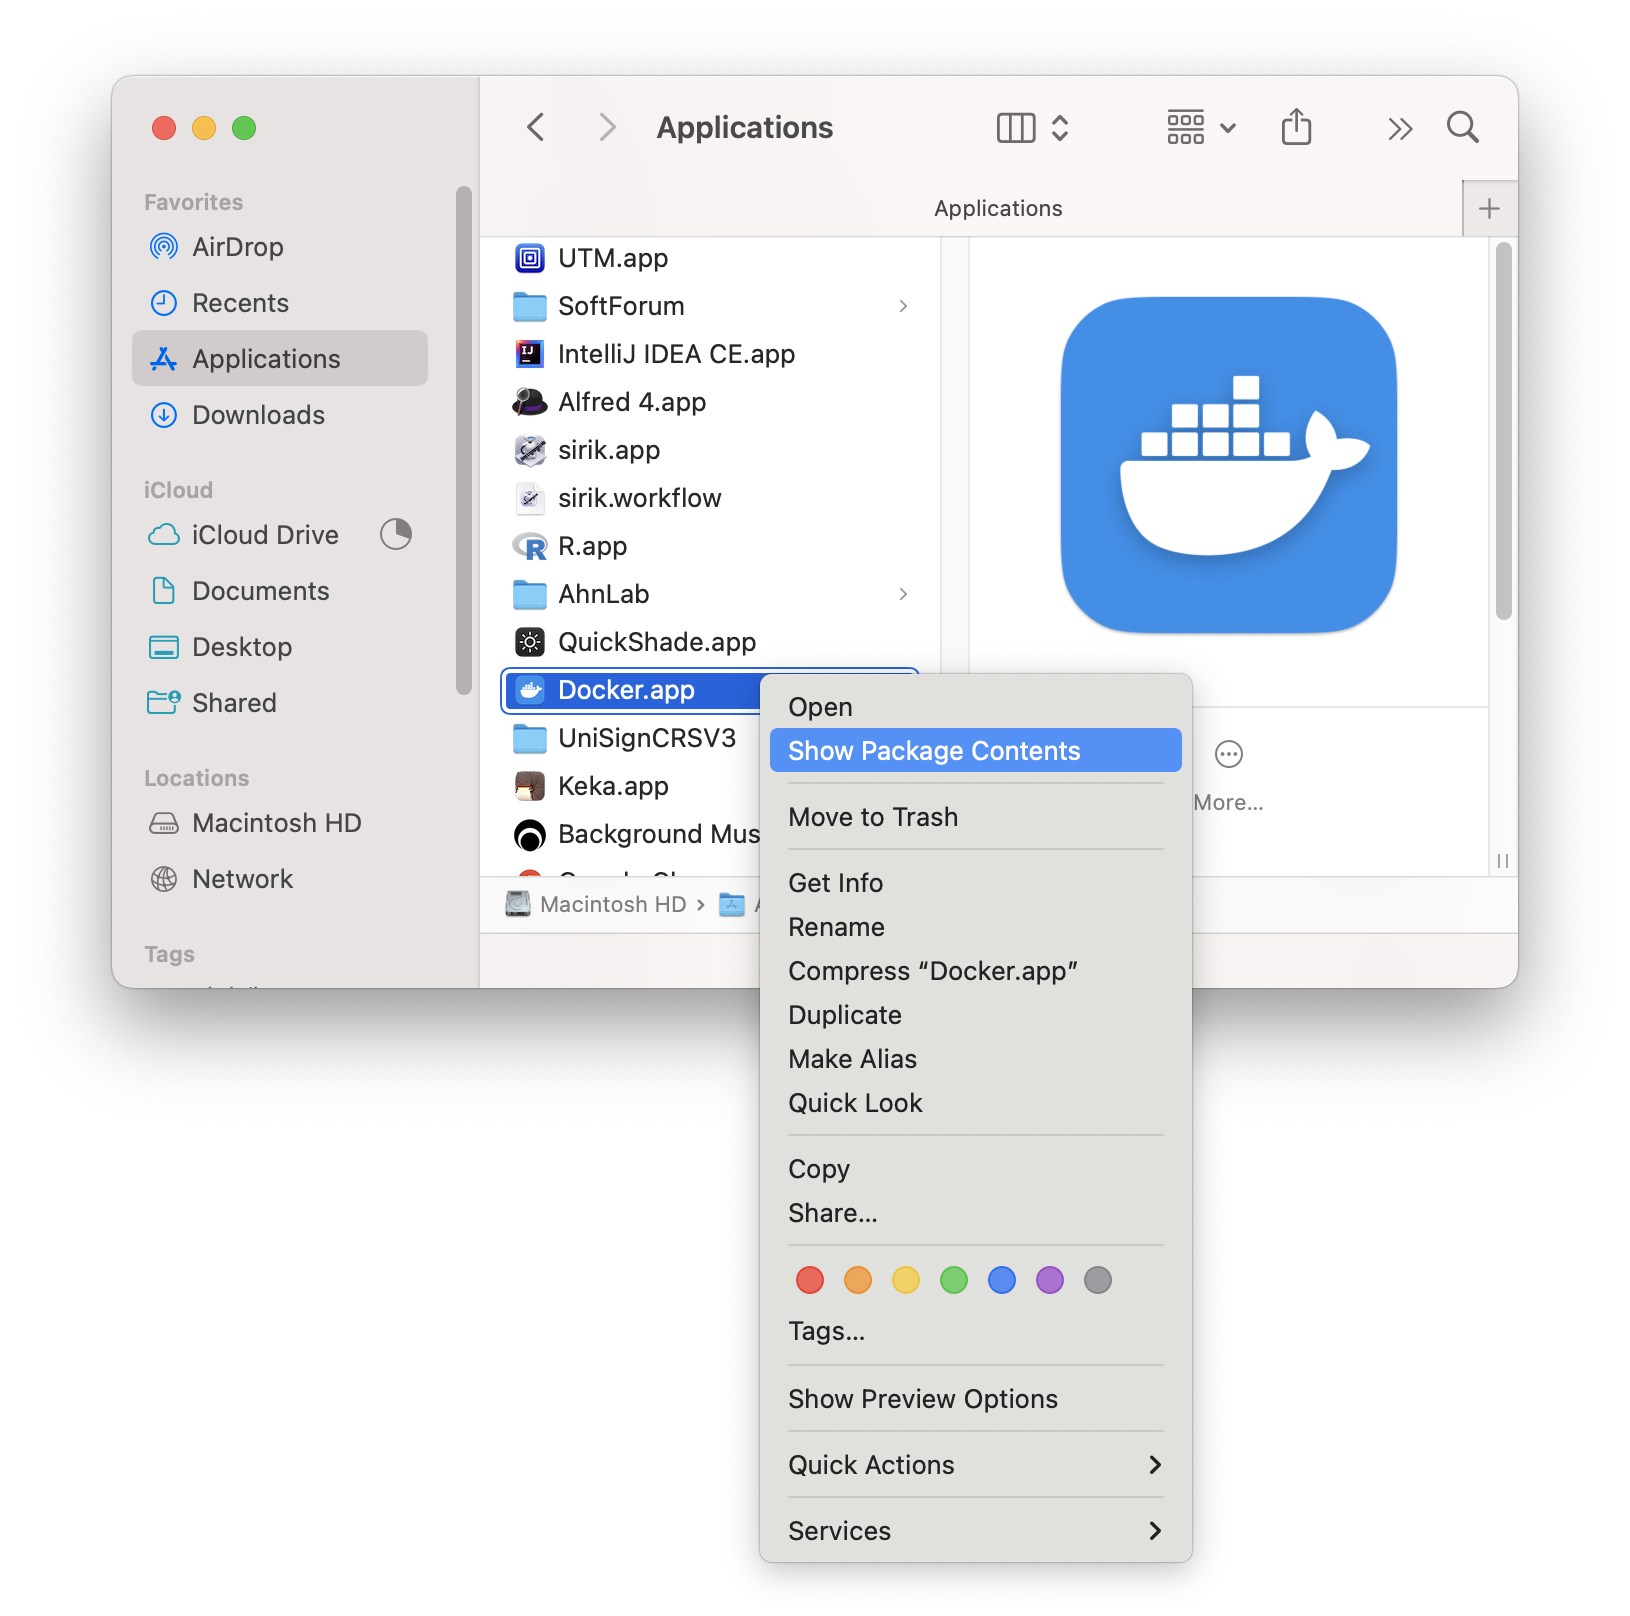 Applications
Applications
Favorites
AirDrop
Recents
Applications
Downloads
iCloud
iCloud Drive
Documents
Desktop
Shared
Locations
Macintosh HD
Network
Tags
UTM.app
SoftForum
IntelliJ IDEA CE.app
Alfred 4.app
sirik.app
sirik.workflow
R.app
AhnLab
QuickShade.app
Docker.app
UniSignCRSV3
Keka.app
Background Mus
Macintosh HD
More...
Open
Show Package Contents
Move to Trash
Get Info
Rename
Compress “Docker.app”
Duplicate
Make Alias
Quick Look
Copy
Share...
Tags...
Show Preview Options
Quick Actions
Services